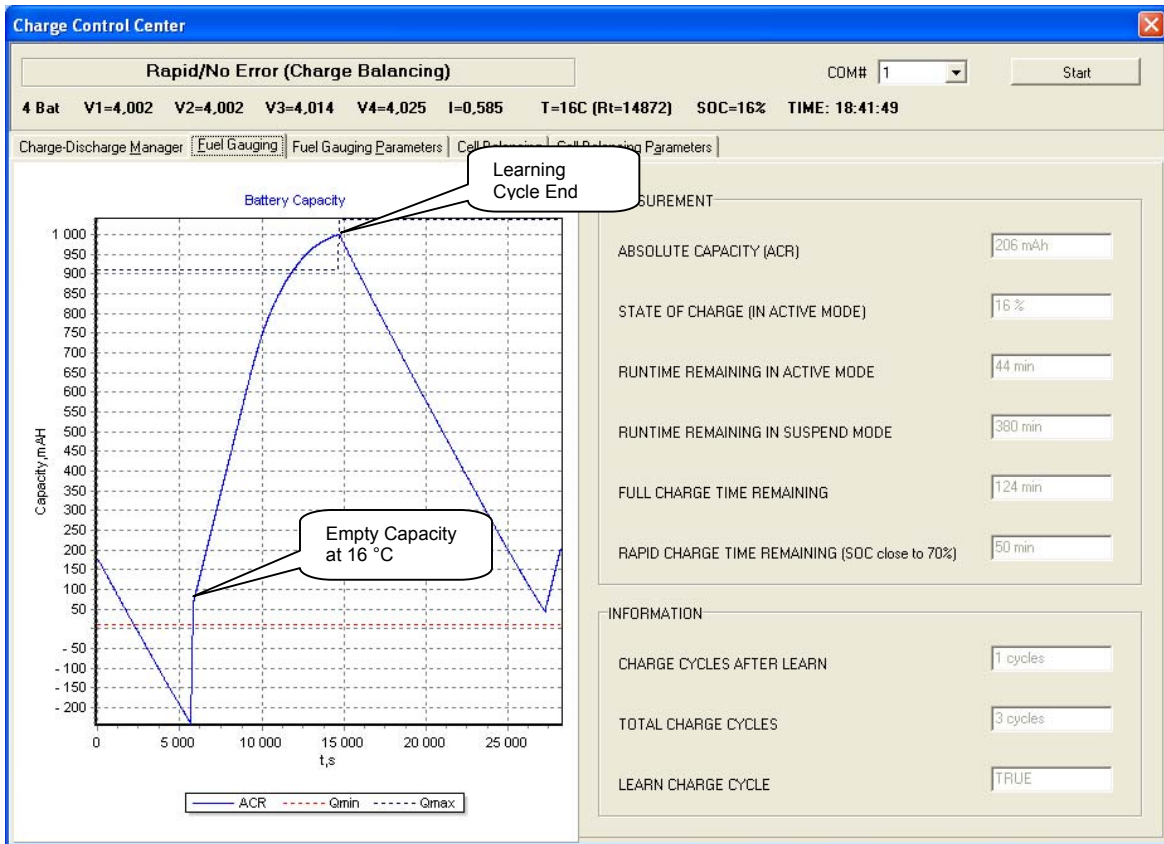 Charge Control Center
Rapid/No Error (Charge Balancing)
COM# 1
Start
4 Bat V1=4,002 V2=4,002 V3=4,014 V4=4,025 I=0,585 T=16C (Rt=14872) SOC=16% TIME: 18:41:49
Charge-Discharge Manager Fuel Gauging Fuel Gauging Parameters Cell Balancing Cell Balancing Parameters
Learning
Cycle End
Battery Capacity
1 000
950
900
850
800
750
700
650
600
550
500
450
400
350
300
250
200
150
100
50
- 50
- 100
- 150
- 200
Capacity,mAH
Empty Capacity
at 16 °C
0 5 000 10 000 15 000 20 000 25 000
t,s
ACR Qmin Qmax
ABSOLUTE CAPACITY (ACR) 206 mAh
STATE OF CHARGE (IN ACTIVE MODE) 16 %
RUNTIME REMAINING IN ACTIVE MODE 44 min
RUNTIME REMAINING IN SUSPEND MODE 380 min
FULL CHARGE TIME REMAINING 124 min
RAPID CHARGE TIME REMAINING (SOC close to 70%) 50 min
INFORMATION
CHARGE CYCLES AFTER LEARN 1 cycles
TOTAL CHARGE CYCLES 3 cycles
LEARN CHARGE CYCLE TRUE